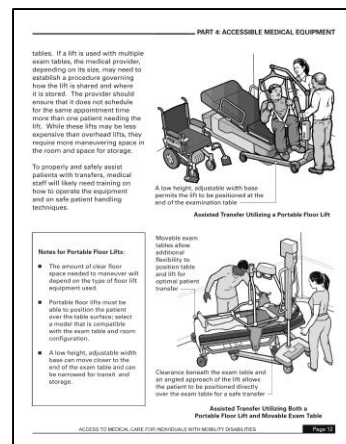 PART 4: ACCESSIBLE MEDICAL EQUIPMENT
tables. If a lift is used with multiple
exam tables, the medical provider,
depending on its size, may need to
establish a procedure governing
how the lift is shared and where
it is stored. The provider should
ensure that it does not schedule
for the same appointment time
more than one patient needing the
lift. While these lifts may be less
expensive than overhead lifts, they
require more maneuvering space in
the room and space for storage.
To properly and safely assist
patients with transfers, medical
staff will likely need training on
how to operate the equipment
and on safe patient handling
techniques.
A low height, adjustable width base
permits the lift to be positioned at the
end of the examination table
Assisted Transfer Utilizing a Portable Floor Lift
Notes for Portable Floor Lifts:
■ The amount of clear floor
space needed to maneuver will
depend on the type of floor lift
equipment used.
■ Portable floor lifts must be
able to position the patient
over the table surface; select
a model that is compatible
with the exam table and room
configuration.
■ A low height, adjustable width
base can move closer to the
end of the exam table and can
be narrowed for transit and
storage.
Movable exam
tables allow
additional
flexibility to
position table
and lift for
optimal patient
transfer
Clearance beneath the exam table and
an angled approach of the lift allows
the patient to be positioned directly
over the exam table for a safe transfer
Assisted Transfer Utilizing Both a
Portable Floor Lift and Movable Exam Table
ACCESS TO MEDICAL CARE FOR INDIVIDUALS WITH MOBILITY DISABILITIES
Page 12